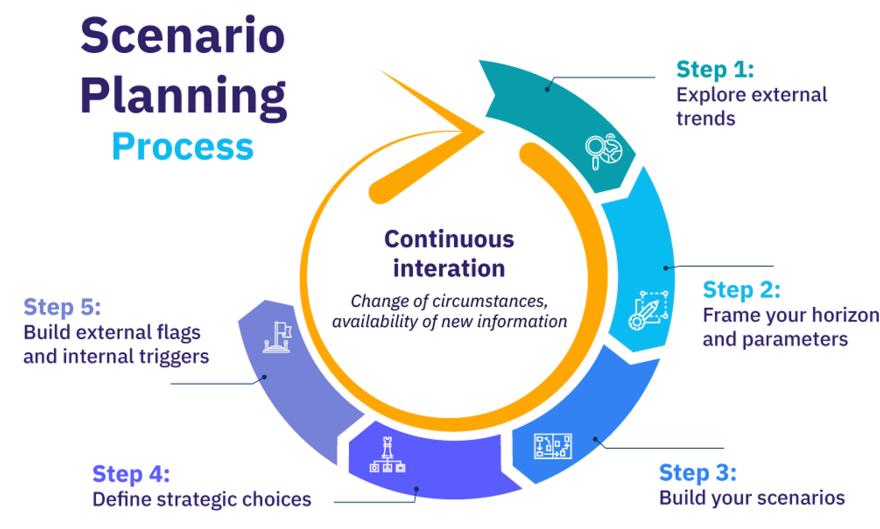 Scenario
Planning
Process
Step 1:
Explore external
trends
Step 2:
Frame your horizon
and parameters
Step 3:
Build your scenarios
Step 4:
Define strategic choices
Step 5:
Build external flags
and internal triggers
Continuous
interation
Change of circumstances,
availability of new information